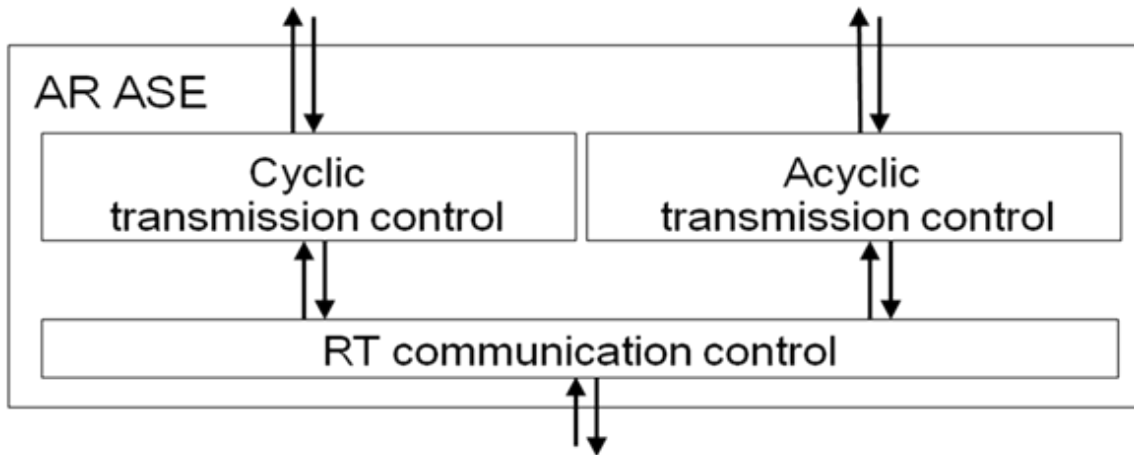 AR ASE
Cyclic
transmission control
Acyclic
transmission control
RT communication control